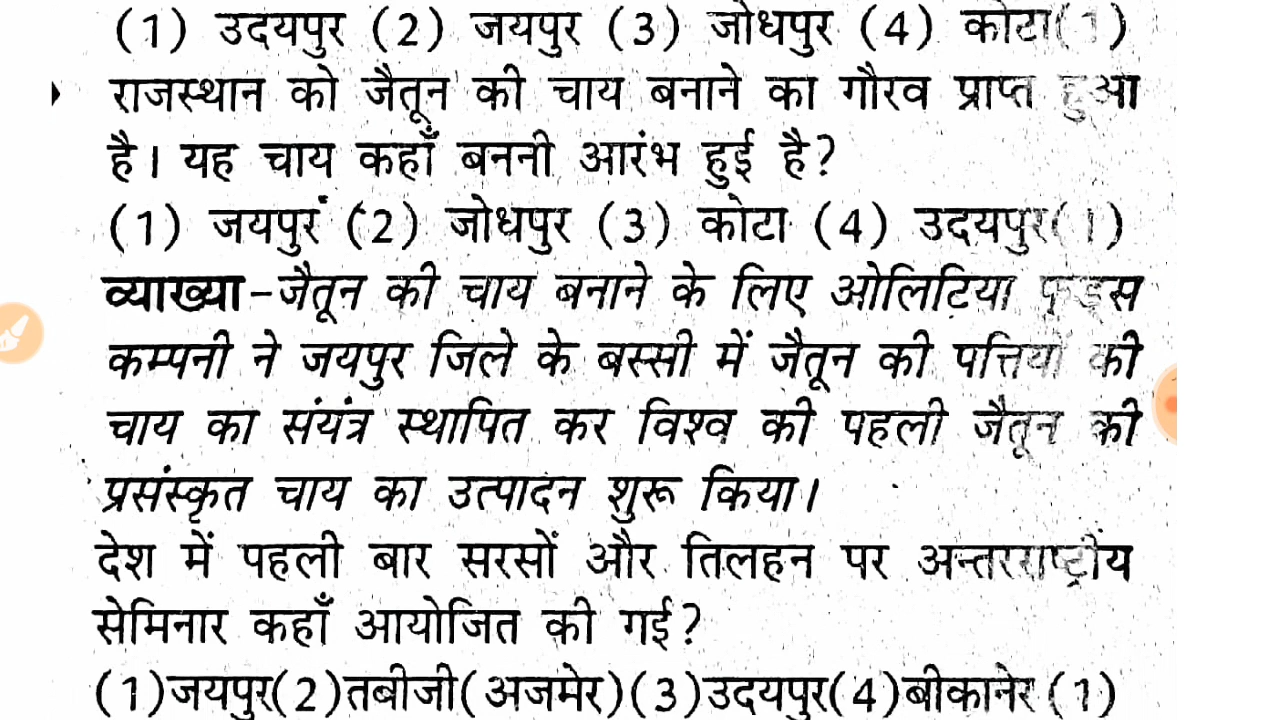 (1) उदयपुर (2) जयपुर (3) जोधपुर (4) कोटा(1)
राजस्थान को जैतून की चाय बनाने का गौरव प्राप्त हुआ
है। यह चाय कहाँ बननी आरंभ हुई है?
(1) जयपुर (2) जोधपुर (3) कोटा (4) उदयपुर(1)
व्याख्या-जैतून की चाय बनाने के लिए ओलिटिया फूड्स
कम्पनी ने जयपुर जिले के बस्सी में जैतून की पत्तियों की
चाय का संयंत्र स्थापित कर विश्व की पहली जैतून की
प्रसंस्कृत चाय का उत्पादन शुरू किया।
देश में पहली बार सरसों और तिलहन पर अन्तरराष्ट्रीय
सेमिनार कहाँ आयोजित की गई?
(1)जयपुर(2)तबीजी(अजमेर)(3)उदयपुर(4)बीकानेर(1)